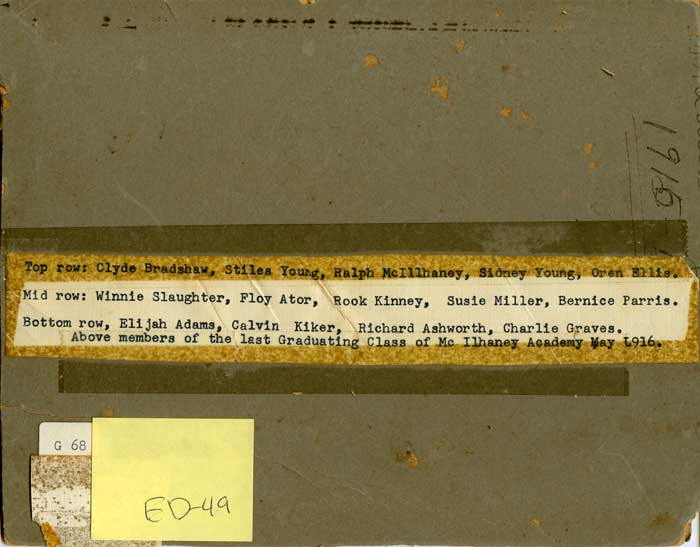 1916
Top row: Clyde Bradshaw, Stiles Young, Ralph McIllhaney, Sidney Young, Oren Ellis.
Mid row: Winnie Slaughter, Floy Ator, Rook Kinney, Susie Miller, Bernice Parris.
Bottom row, Elijah Adams, Calvin Kiker, Richard Ashworth, Charlie Graves.
Above members of the last Graduating Class of Mc Ilhaney Academy May 1916.
G 68
ED-49